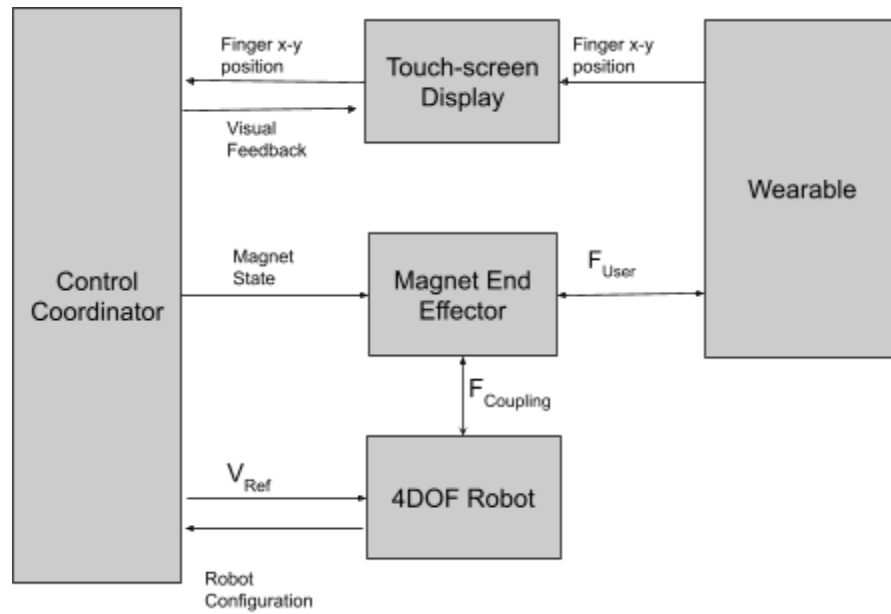 Finger x-y
position
Touch-screen
Display
Finger x-y
position
Visual
Feedback
Wearable
Control
Coordinator
Magnet
State
Magnet End
Effector
F_User
F_Coupling
V_Ref
4DOF Robot
Robot
Configuration